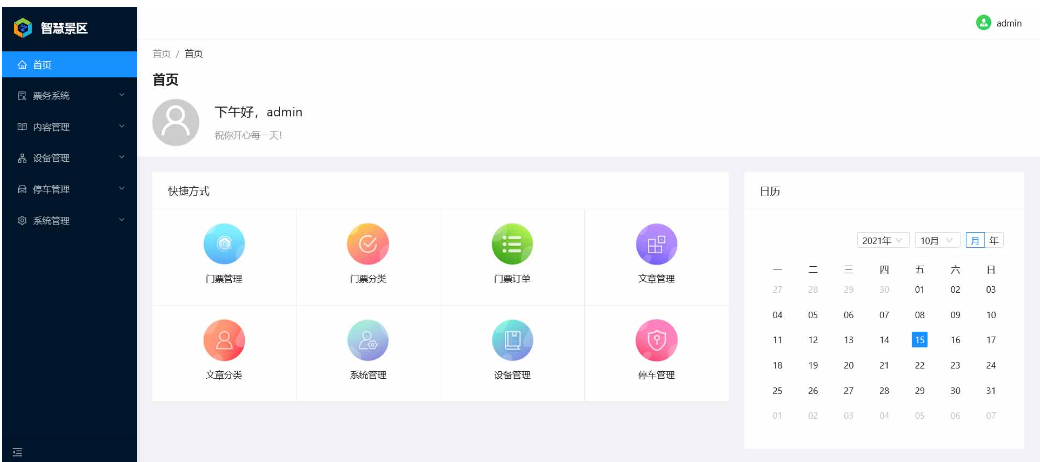 智慧景区
admin
首页
票务系统
内容管理
设备管理
停车管理
系统管理
首页 / 首页
首页
下午好，admin
祝你开心每一天!
快捷方式
门票管理 门票分类 门票订单 文章管理
文章分类 系统管理 设备管理 停车管理
日历
2021年 10月 月 年
一 二 三 四 五 六 日
27 28 29 30 01 02 03
04 05 06 07 08 09 10
11 12 13 14 15 16 17
18 19 20 21 22 23 24
25 26 27 28 29 30 31
01 02 03 04 05 06 07